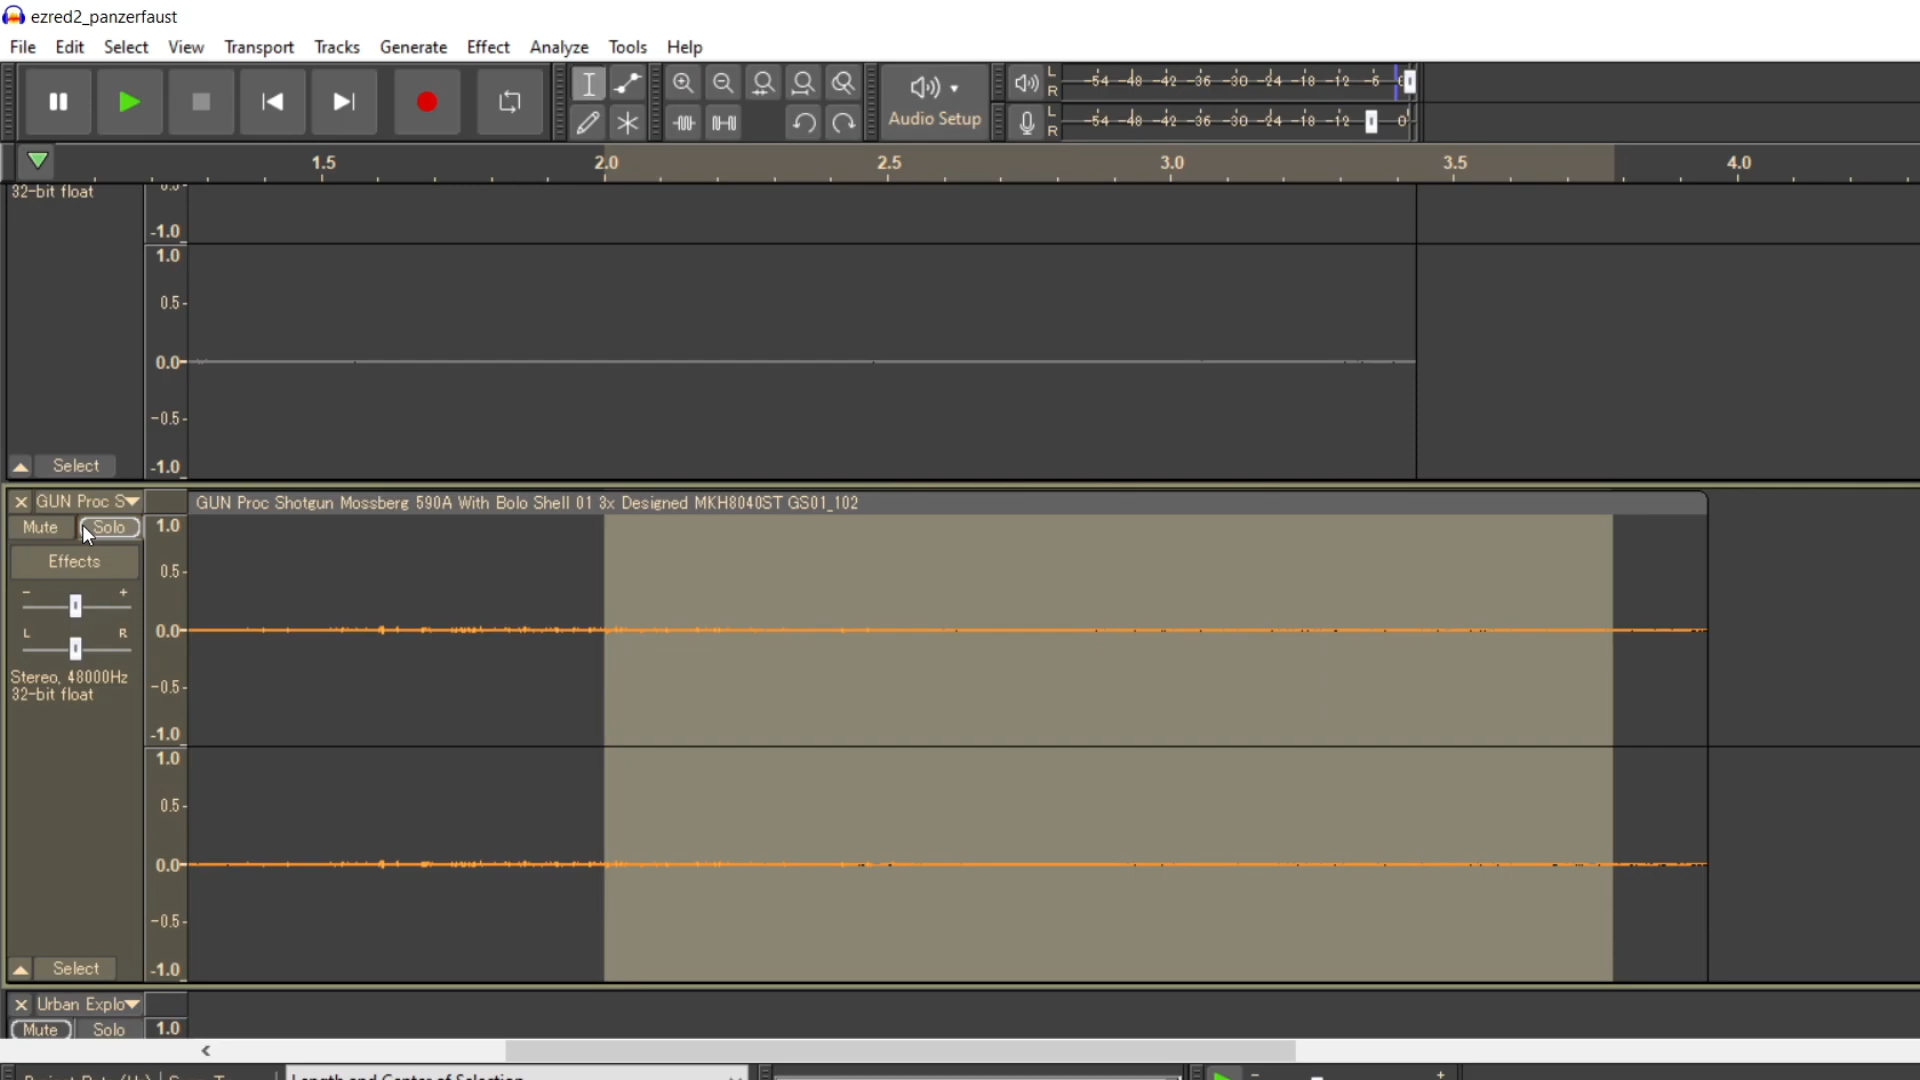 ezred2_panzerfaust
File Edit Select View Transport Tracks Generate Effect Analyze Tools Help
L
R
-54 -48 -42 -36 -30 -24 -18 -12 -6
Audio Setup
L
R
-54 -48 -42 -36 -30 -24 -18 -12 0
1.5 2.0 2.5 3.0 3.5 4.0
32-bit float
-1.0
1.0
0.5
0.0
-0.5
Select -1.0
GUN Proc S GUN Proc Shotgun Mossberg 590A With Bolo Shell 01 3x Designed MKH8040ST GS01_102
Mute Solo 1.0
Effects
0.5
- +
L R
0.0
Stereo, 48000Hz
32-bit float
-0.5
-1.0
1.0
0.5
0.0
-0.5
Select -1.0
Urban Explo
Mute Solo 1.0
Length and Center of Selection
- +